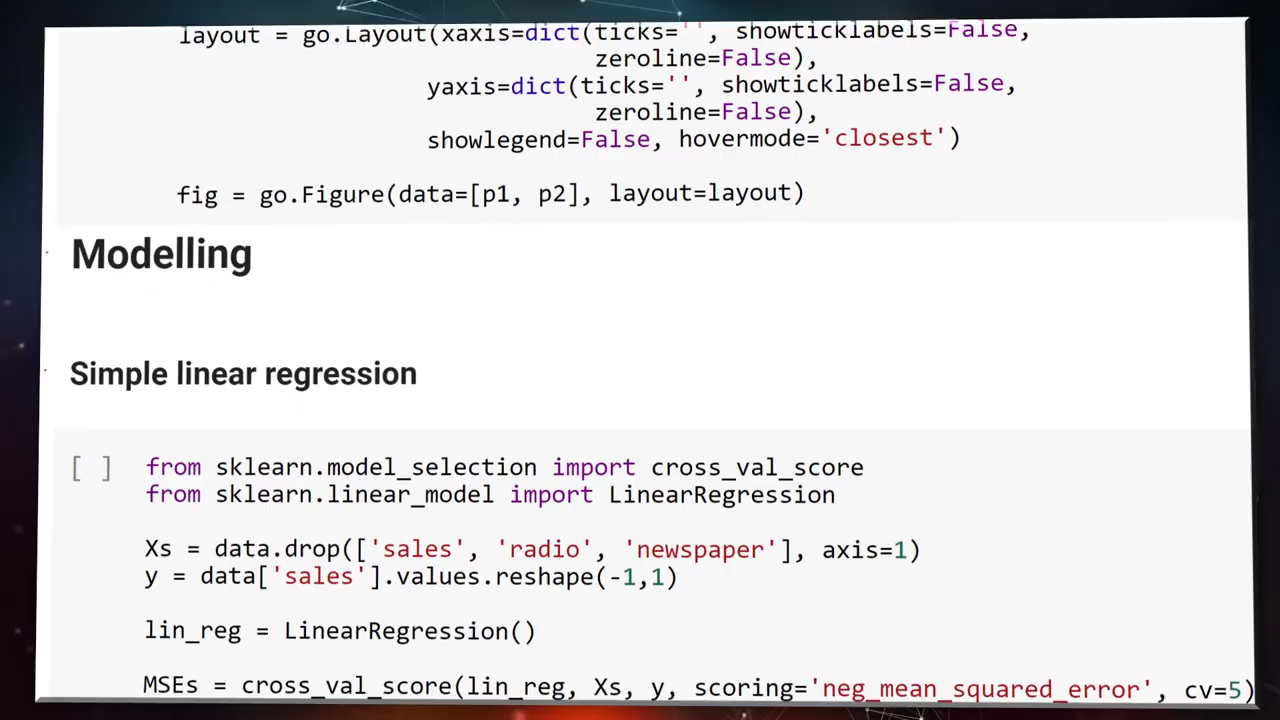 layout = go.Layout(xaxis=dict(ticks='', showticklabels=False,
zeroline=False),
yaxis=dict(ticks='', showticklabels=False,
zeroline=False),
showlegend=False, hovermode='closest')
fig = go.Figure(data=[p1, p2], layout=layout)
Modelling
Simple linear regression
[ ] from sklearn.model_selection import cross_val_score
from sklearn.linear_model import LinearRegression
Xs = data.drop(['sales', 'radio', 'newspaper'], axis=1)
y = data['sales'].values.reshape(-1,1)
lin_reg = LinearRegression()
MSEs = cross_val_score(lin_reg, Xs, y, scoring='neg_mean_squared_error', cv=5)